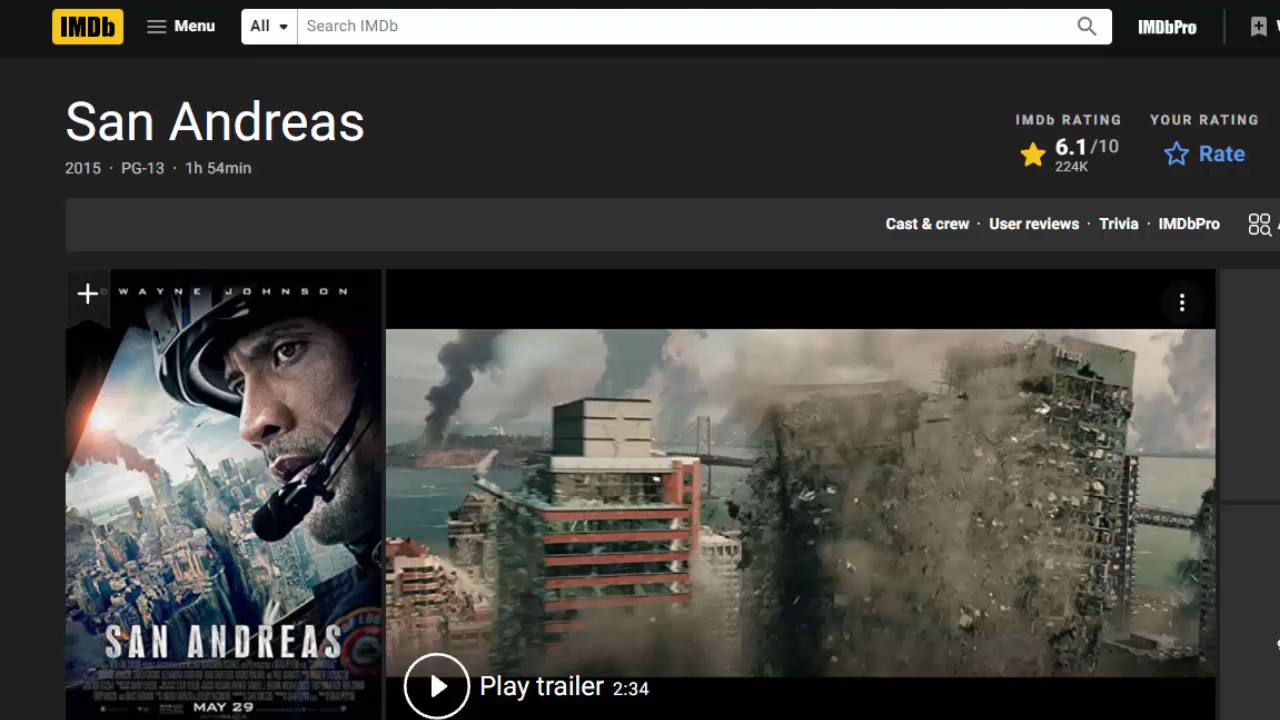 IMDb Menu All Search IMDb IMDbPro
San Andreas
2015 · PG-13 · 1h 54min
IMDb RATING YOUR RATING
6.1/10 Rate
224K
Cast & crew · User reviews · Trivia · IMDbPro
DWAYNE JOHNSON
SAN ANDREAS
MAY 29
Play trailer 2:34